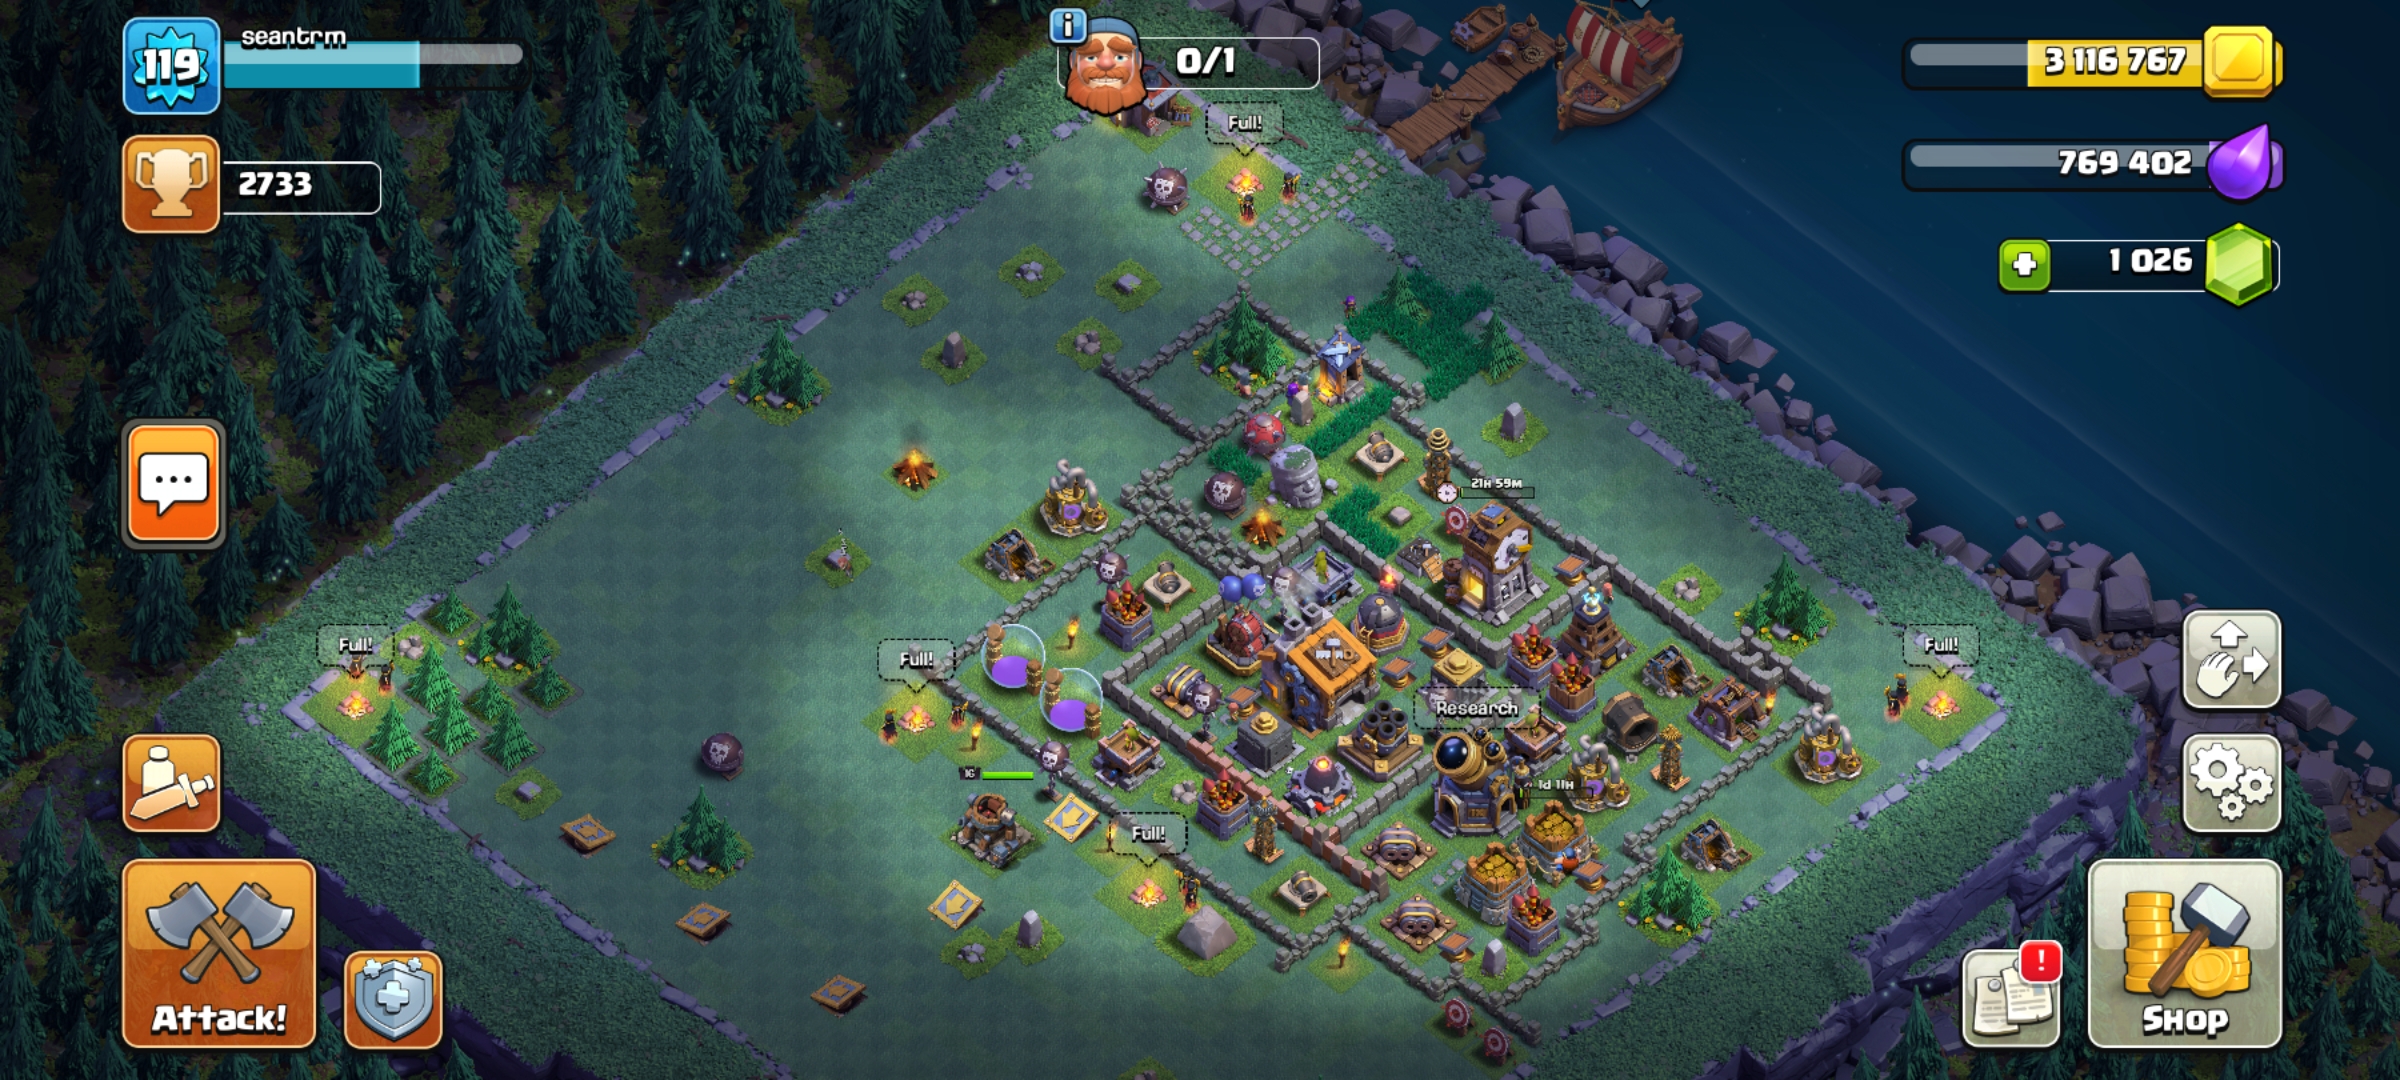 seantrm
119
0/1
3 116 767
Full!
769 402
2733
1 026
21H 59M
Full!
Full!
Full!
Research
1d 11H
Full!
Attack!
Shop